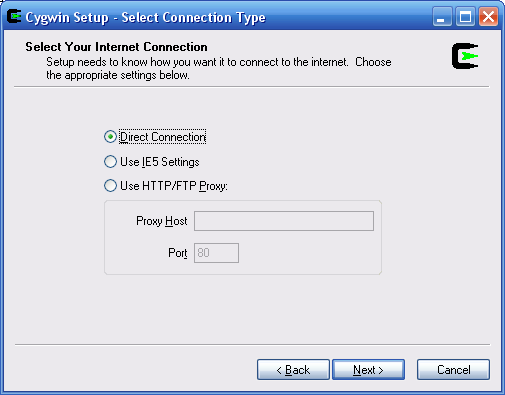 Cygwin Setup - Select Connection Type
Select Your Internet Connection
Setup needs to know how you want it to connect to the internet. Choose
the appropriate settings below.
Direct Connection
Use IE5 Settings
Use HTTP/FTP Proxy:
Proxy Host
Port 80
< Back Next > Cancel